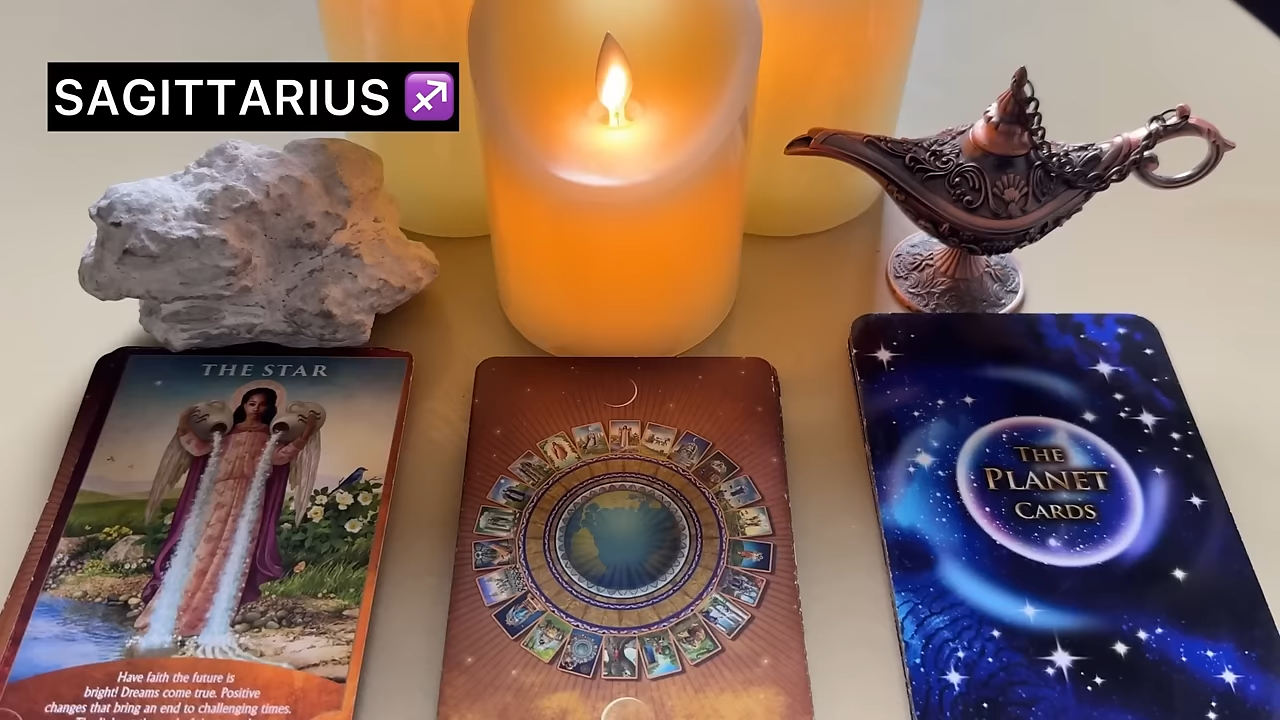 SAGITTARIUS ♐
THE STAR
Have faith the future is
bright! Dreams come true. Positive
changes that bring an end to challenging times.
THE
PLANET
CARDS